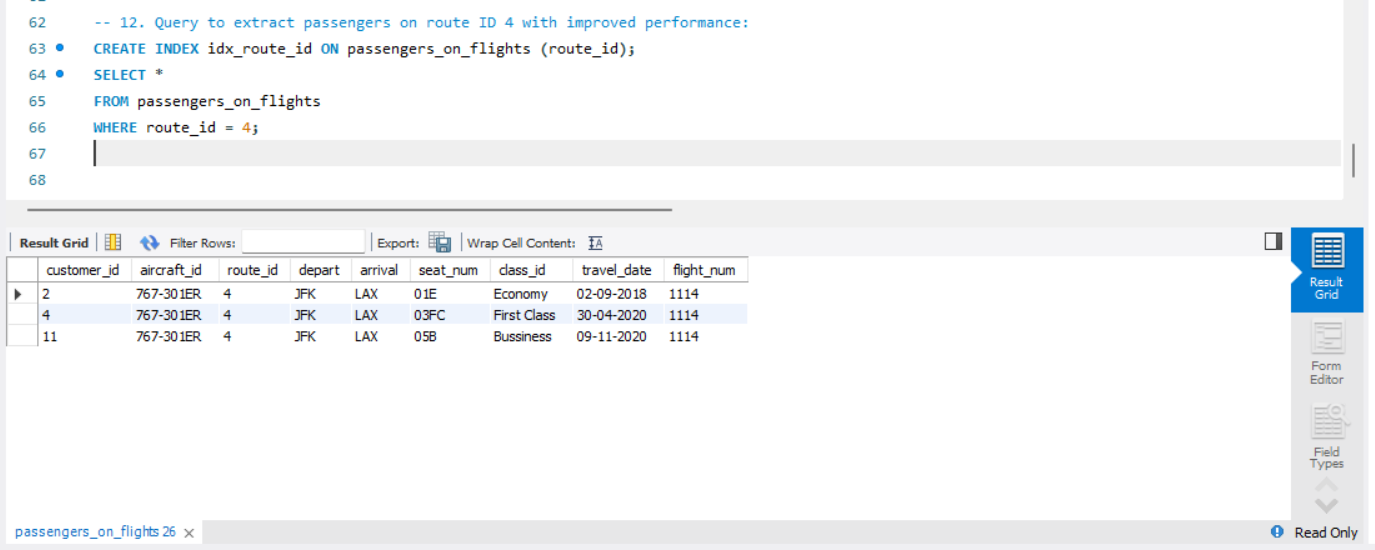 62 -- 12. Query to extract passengers on route ID 4 with improved performance:
63 CREATE INDEX idx_route_id ON passengers_on_flights (route_id);
64 SELECT *
65 FROM passengers_on_flights
66 WHERE route_id = 4;
67
68
Result Grid Filter Rows: Export: Wrap Cell Content: IA
customer_id aircraft_id route_id depart arrival seat_num class_id travel_date flight_num
2 767-301ER 4 JFK LAX 01E Economy 02-09-2018 1114
4 767-301ER 4 JFK LAX 03FC First Class 30-04-2020 1114
11 767-301ER 4 JFK LAX 05B Bussiness 09-11-2020 1114
Result
Grid
Form
Editor
Field
Types
passengers_on_flights 26
Read Only